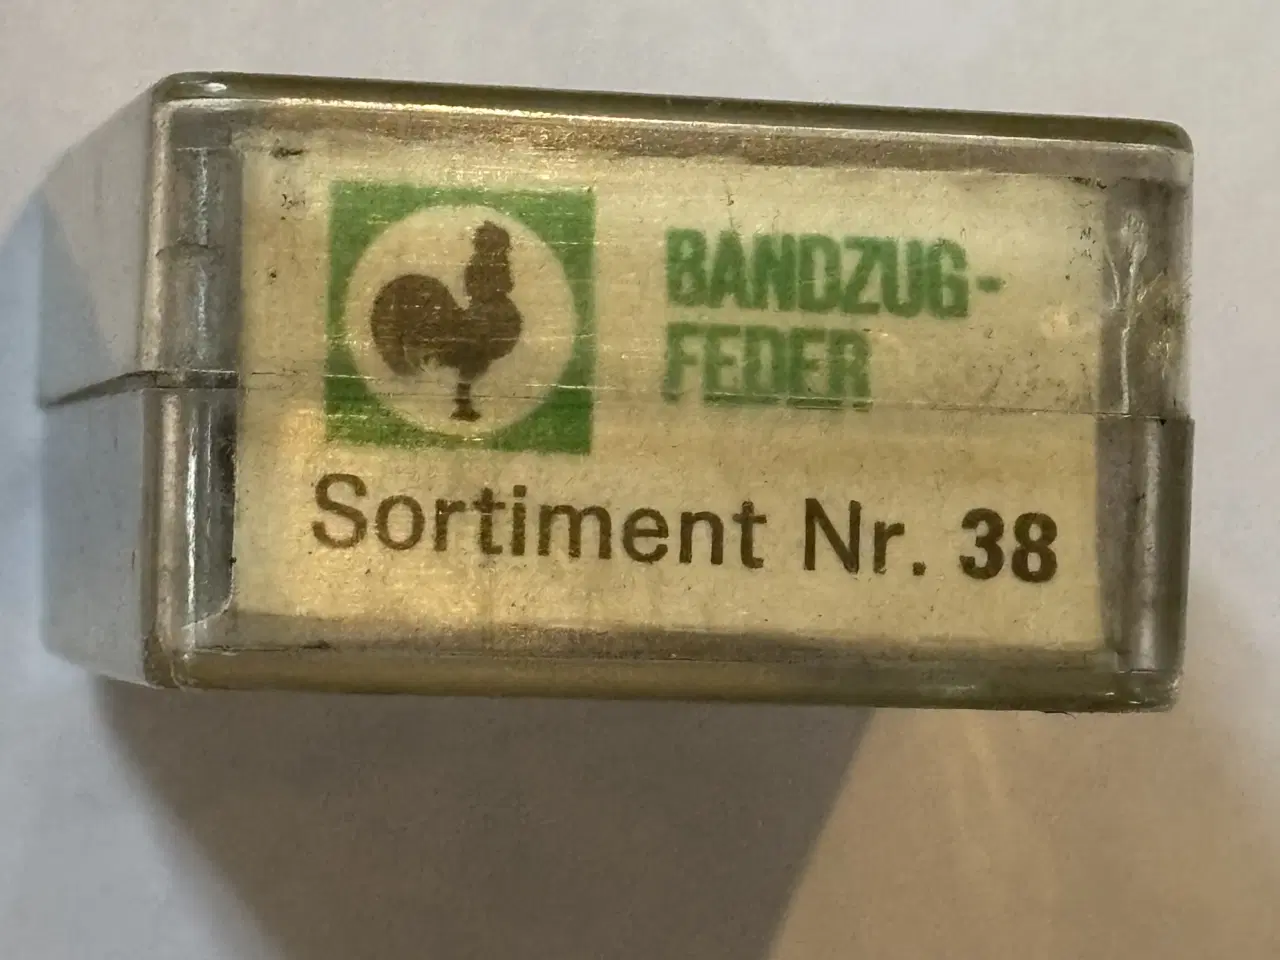 BANDZUG-
FEDER
Sortiment Nr. 38